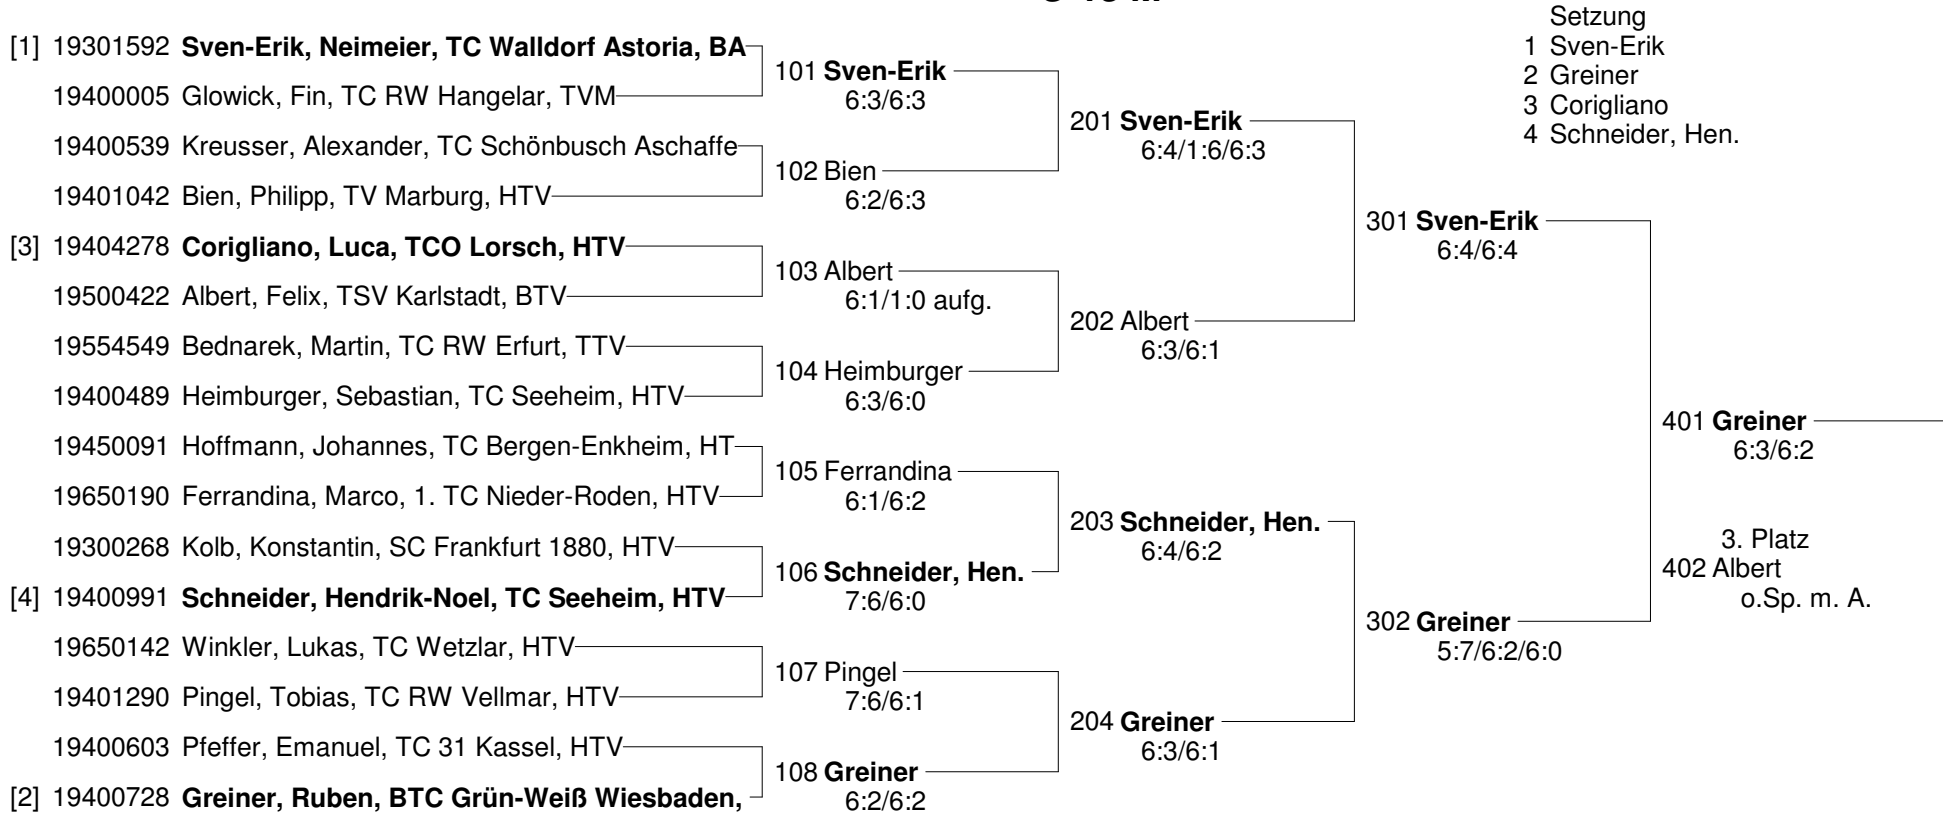 Setzung
1 Sven-Erik
2 Greiner
3 Corigliano
4 Schneider, Hen.
[1] 19301592 Sven-Erik, Neimeier, TC Walldorf Astoria, BA
19400005 Glowick, Fin, TC RW Hangelar, TVM
19400539 Kreusser, Alexander, TC Schönbusch Aschaffe
19401042 Bien, Philipp, TV Marburg, HTV
[3] 19404278 Corigliano, Luca, TCO Lorsch, HTV
19500422 Albert, Felix, TSV Karlstadt, BTV
19554549 Bednarek, Martin, TC RW Erfurt, TTV
19400489 Heimburger, Sebastian, TC Seeheim, HTV
19450091 Hoffmann, Johannes, TC Bergen-Enkheim, HT
19650190 Ferrandina, Marco, 1. TC Nieder-Roden, HTV
19300268 Kolb, Konstantin, SC Frankfurt 1880, HTV
[4] 19400991 Schneider, Hendrik-Noel, TC Seeheim, HTV
19650142 Winkler, Lukas, TC Wetzlar, HTV
19401290 Pingel, Tobias, TC RW Vellmar, HTV
19400603 Pfeffer, Emanuel, TC 31 Kassel, HTV
[2] 19400728 Greiner, Ruben, BTC Grün-Weiß Wiesbaden,
101 Sven-Erik
6:3/6:3
102 Bien
6:2/6:3
103 Albert
6:1/1:0 aufg.
104 Heimburger
6:3/6:0
105 Ferrandina
6:1/6:2
106 Schneider, Hen.
7:6/6:0
107 Pingel
7:6/6:1
108 Greiner
6:2/6:2
201 Sven-Erik
6:4/1:6/6:3
202 Albert
6:3/6:1
203 Schneider, Hen.
6:4/6:2
204 Greiner
6:3/6:1
301 Sven-Erik
6:4/6:4
302 Greiner
5:7/6:2/6:0
401 Greiner
6:3/6:2
3. Platz
402 Albert
o.Sp. m. A.